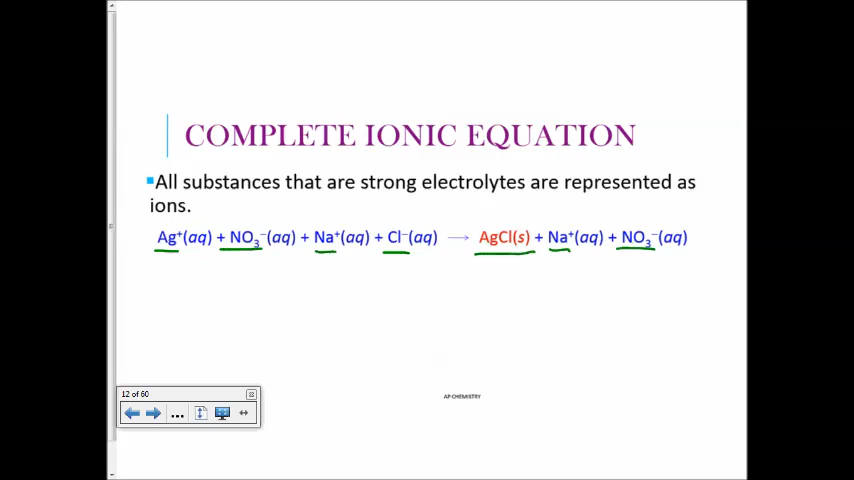 COMPLETE IONIC EQUATION
All substances that are strong electrolytes are represented as
ions.
Ag⁺(aq) + NO₃⁻(aq) + Na⁺(aq) + Cl⁻(aq) → AgCl(s) + Na⁺(aq) + NO₃⁻(aq)
AP CHEMISTRY
12 of 60
...